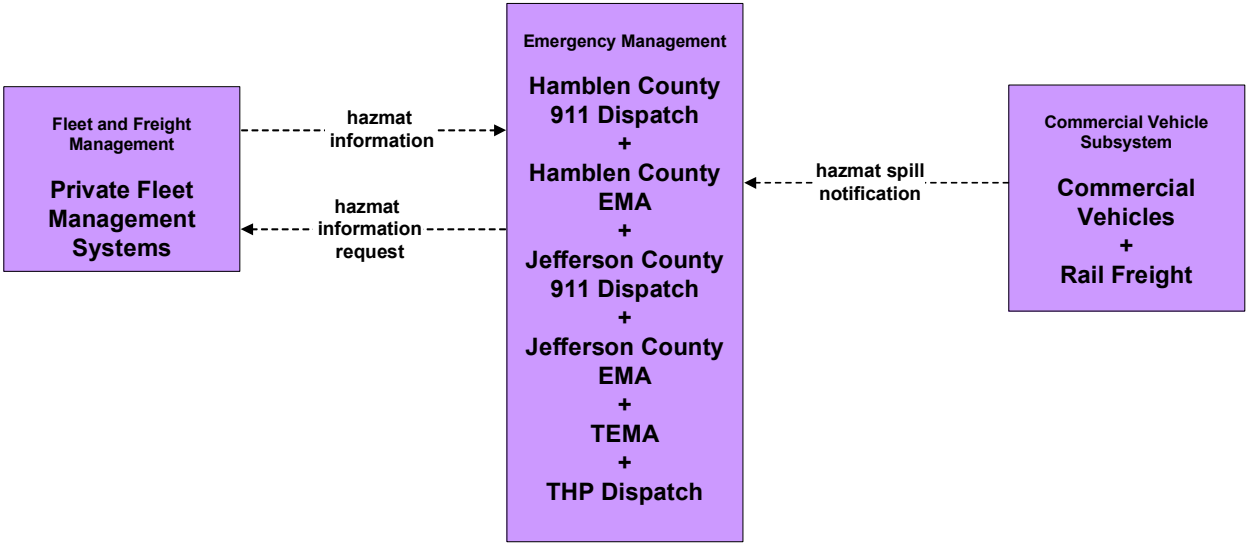 Fleet and Freight
Management
Private Fleet
Management
Systems
hazmat
information
hazmat
information
request
Emergency Management
Hamblen County
911 Dispatch
+
Hamblen County
EMA
+
Jefferson County
911 Dispatch
+
Jefferson County
EMA
+
TEMA
+
THP Dispatch
hazmat spill
notification
Commercial Vehicle
Subsystem
Commercial
Vehicles
+
Rail Freight